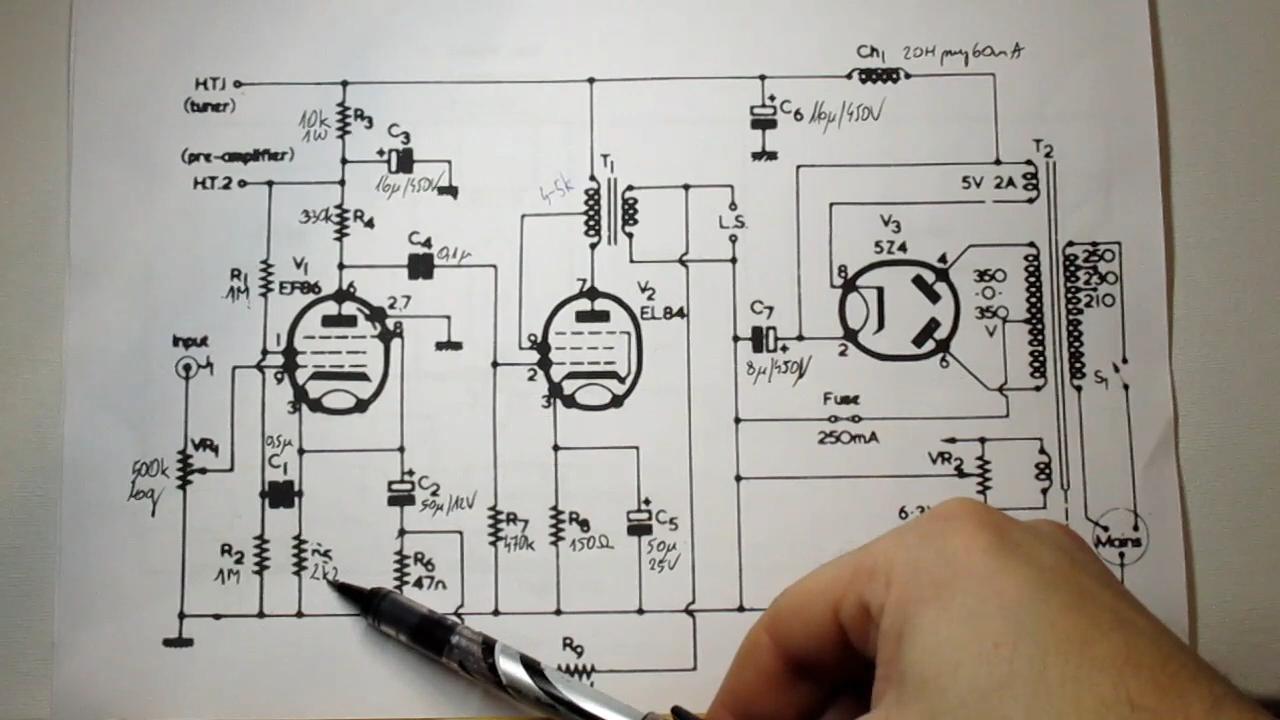 Ch1 20H
H.T.1
(tuner)
10k
1W
R3
C3
16µ/450V
C6 16µ/450V
(pre-amplifier)
H.T.2
330k R4
T1
4-5k
T2
5V 2A
L.S.
V3
5Z4
C4 0,1µ
R1
1M
V1
EF86
6
2,7
8
1
9
3
7
V2
EL84
9
2
3
8
4
2
6
350
-0-
350
V
250
230
210
S1
Input
C7
8µ/450V
Fuse
250mA
VR1
500k
log
0,5µ
C1
C2
50µ/12V
VR2
R2
1M
2k2
R6
47n
R7
470k
R8
150Ω
C5
50µ
25V
Mains
R9